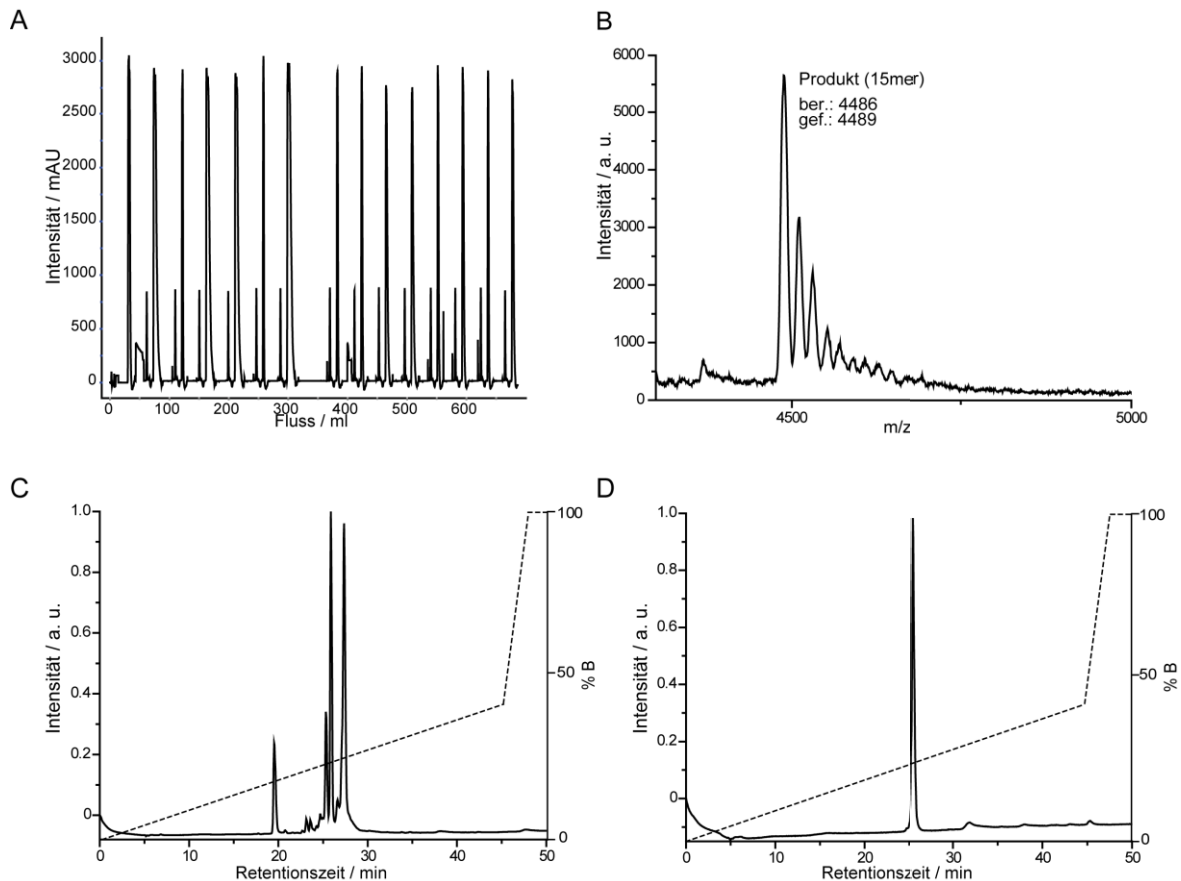 A
Intensität / mAU
3000
2500
2000
1500
1000
500
0
0 100 200 300 400 500 600
Fluss / ml
B
Intensität / a. u.
6000
5000
4000
3000
2000
1000
0
Produkt (15mer)
ber.: 4486
gef.: 4489
4500 5000
m/z
C
Intensität / a. u.
1.0
0.8
0.6
0.4
0.2
0
100
50
0
% B
0 10 20 30 40 50
Retentionszeit / min
D
Intensität / a. u.
1.0
0.8
0.6
0.4
0.2
0
100
50
0
% B
0 10 20 30 40 50
Retentionszeit / min